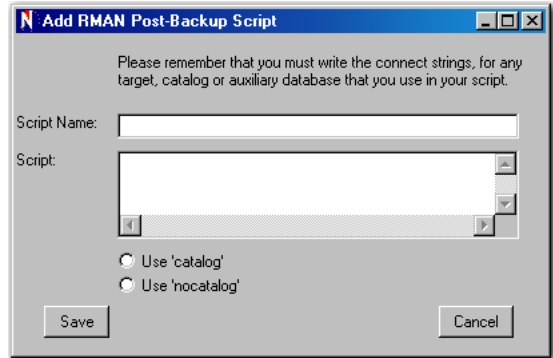 N Add RMAN Post-Backup Script
Please remember that you must write the connect strings, for any
target, catalog or auxiliary database that you use in your script.
Script Name:
Script:
Use 'catalog'
Use 'nocatalog'
Save
Cancel